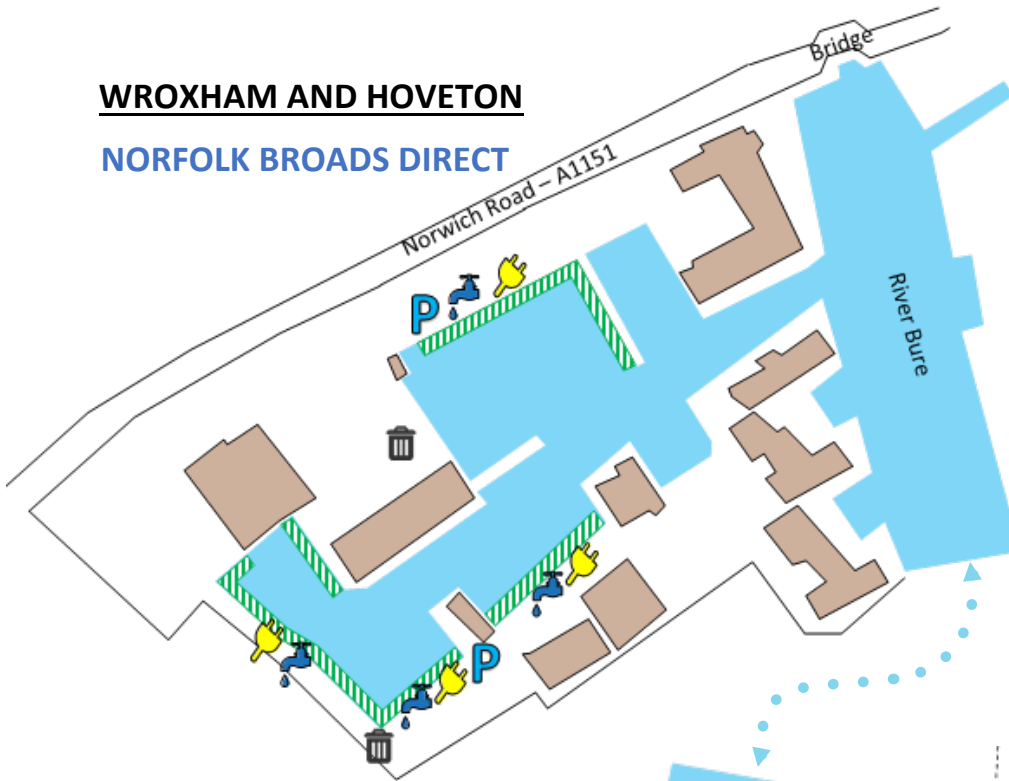 WROXHAM AND HOVETON
NORFOLK BROADS DIRECT
Bridge
Norwich Road – A1151
River Bure
P
P